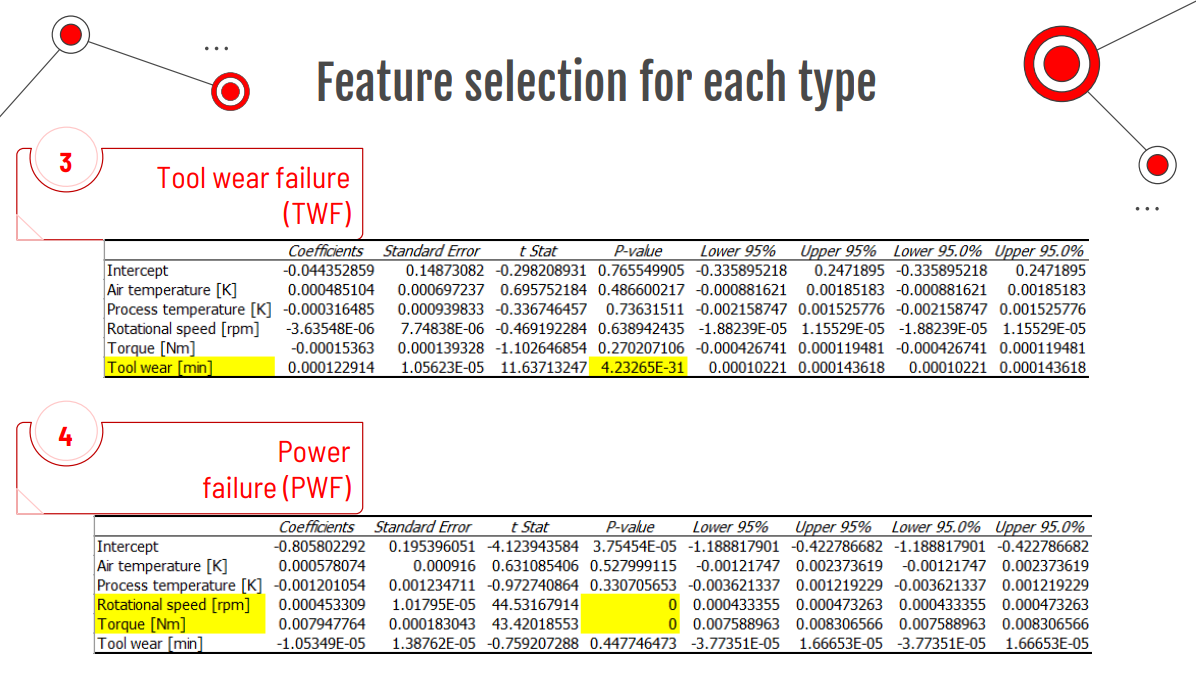 Feature selection for each type
3
Tool wear failure
(TWF)
Coefficients Standard Error t Stat P-value Lower 95% Upper 95% Lower 95.0% Upper 95.0%
Intercept -0.044352859 0.14873082 -0.298208931 0.765549905 -0.335895218 0.2471895 -0.335895218 0.2471895
Air temperature [K] 0.000485104 0.000697237 0.695752184 0.486600217 -0.000881621 0.00185183 -0.000881621 0.00185183
Process temperature [K] -0.000316485 0.000939833 -0.336746457 0.73631511 -0.002158747 0.001525776 -0.002158747 0.001525776
Rotational speed [rpm] -3.63548E-06 7.74838E-06 -0.469192284 0.638942435 -1.88239E-05 1.15529E-05 -1.88239E-05 1.15529E-05
Torque [Nm] -0.00015363 0.000139328 -1.102646854 0.270207106 -0.000426741 0.000119481 -0.000426741 0.000119481
Tool wear [min] 0.000122914 1.05623E-05 11.63713247 4.23265E-31 0.00010221 0.000143618 0.00010221 0.000143618
4
Power
failure (PWF)
Coefficients Standard Error t Stat P-value Lower 95% Upper 95% Lower 95.0% Upper 95.0%
Intercept -0.805802292 0.195396051 -4.123943584 3.75454E-05 -1.188817901 -0.422786682 -1.188817901 -0.422786682
Air temperature [K] 0.000578074 0.000916 0.631085406 0.527999115 -0.00121747 0.002373619 -0.00121747 0.002373619
Process temperature [K] -0.001201054 0.001234711 -0.972740864 0.330705653 -0.003621337 0.001219229 -0.003621337 0.001219229
Rotational speed [rpm] 0.000453309 1.01795E-05 44.53167914 0 0.000433355 0.000473263 0.000433355 0.000473263
Torque [Nm] 0.007947764 0.000183043 43.42018553 0 0.007588963 0.008306566 0.007588963 0.008306566
Tool wear [min] -1.05349E-05 1.38762E-05 -0.759207288 0.447746473 -3.77351E-05 1.66653E-05 -3.77351E-05 1.66653E-05